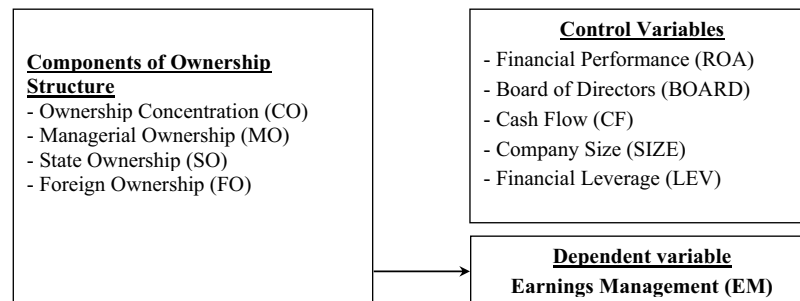 Components of Ownership
Structure
- Ownership Concentration (CO)
- Managerial Ownership (MO)
- State Ownership (SO)
- Foreign Ownership (FO)
Control Variables
- Financial Performance (ROA)
- Board of Directors (BOARD)
- Cash Flow (CF)
- Company Size (SIZE)
- Financial Leverage (LEV)
Dependent variable
Earnings Management (EM)